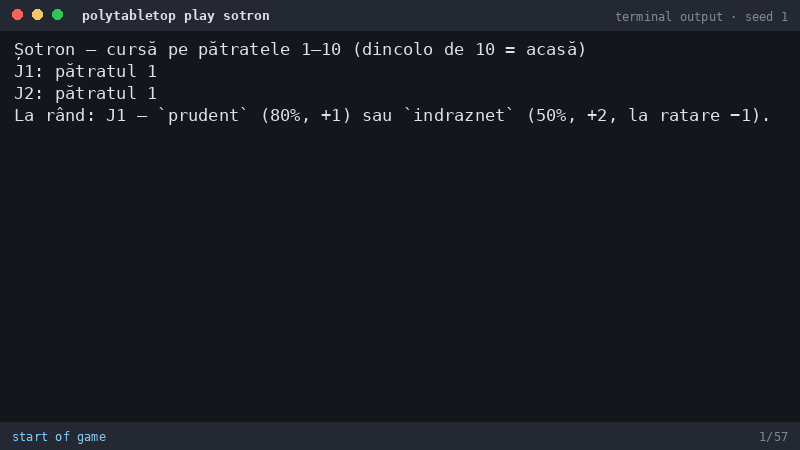 polytabletop play sotron
terminal output · seed 1
Șotron — cursă pe pătratele 1–10 (dincolo de 10 = acasă)
J1: pătratul 1
J2: pătratul 1
La rând: J1 — `prudent` (80%, +1) sau `indraznet` (50%, +2, la ratare −1).
start of game
1/57